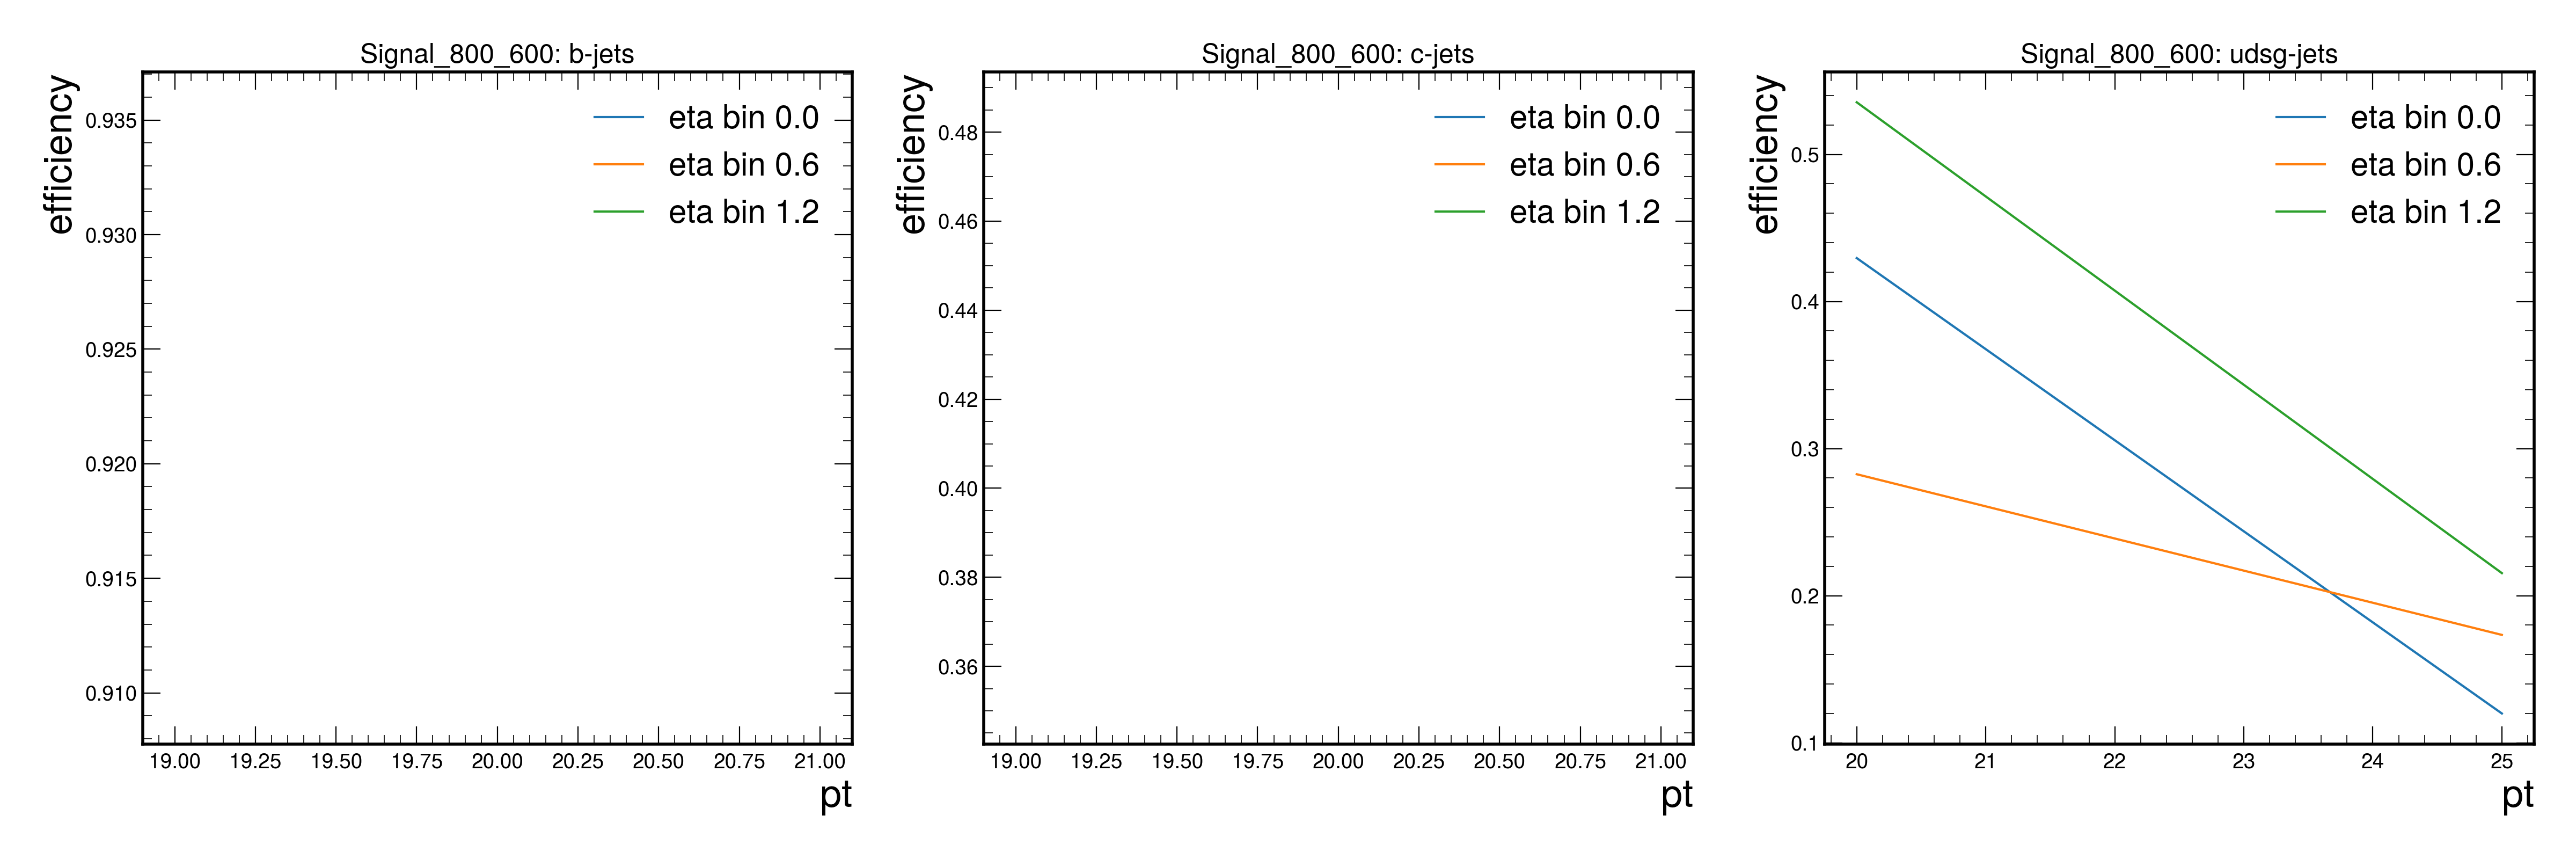 Signal_800_600: b-jets
efficiency
0.935
0.930
0.925
0.920
0.915
0.910
eta bin 0.0
eta bin 0.6
eta bin 1.2
19.00 19.25 19.50 19.75 20.00 20.25 20.50 20.75 21.00
pt
Signal_800_600: c-jets
efficiency
0.48
0.46
0.44
0.42
0.40
0.38
0.36
eta bin 0.0
eta bin 0.6
eta bin 1.2
19.00 19.25 19.50 19.75 20.00 20.25 20.50 20.75 21.00
pt
Signal_800_600: udsg-jets
efficiency
0.5
0.4
0.3
0.2
0.1
eta bin 0.0
eta bin 0.6
eta bin 1.2
20 21 22 23 24 25
pt